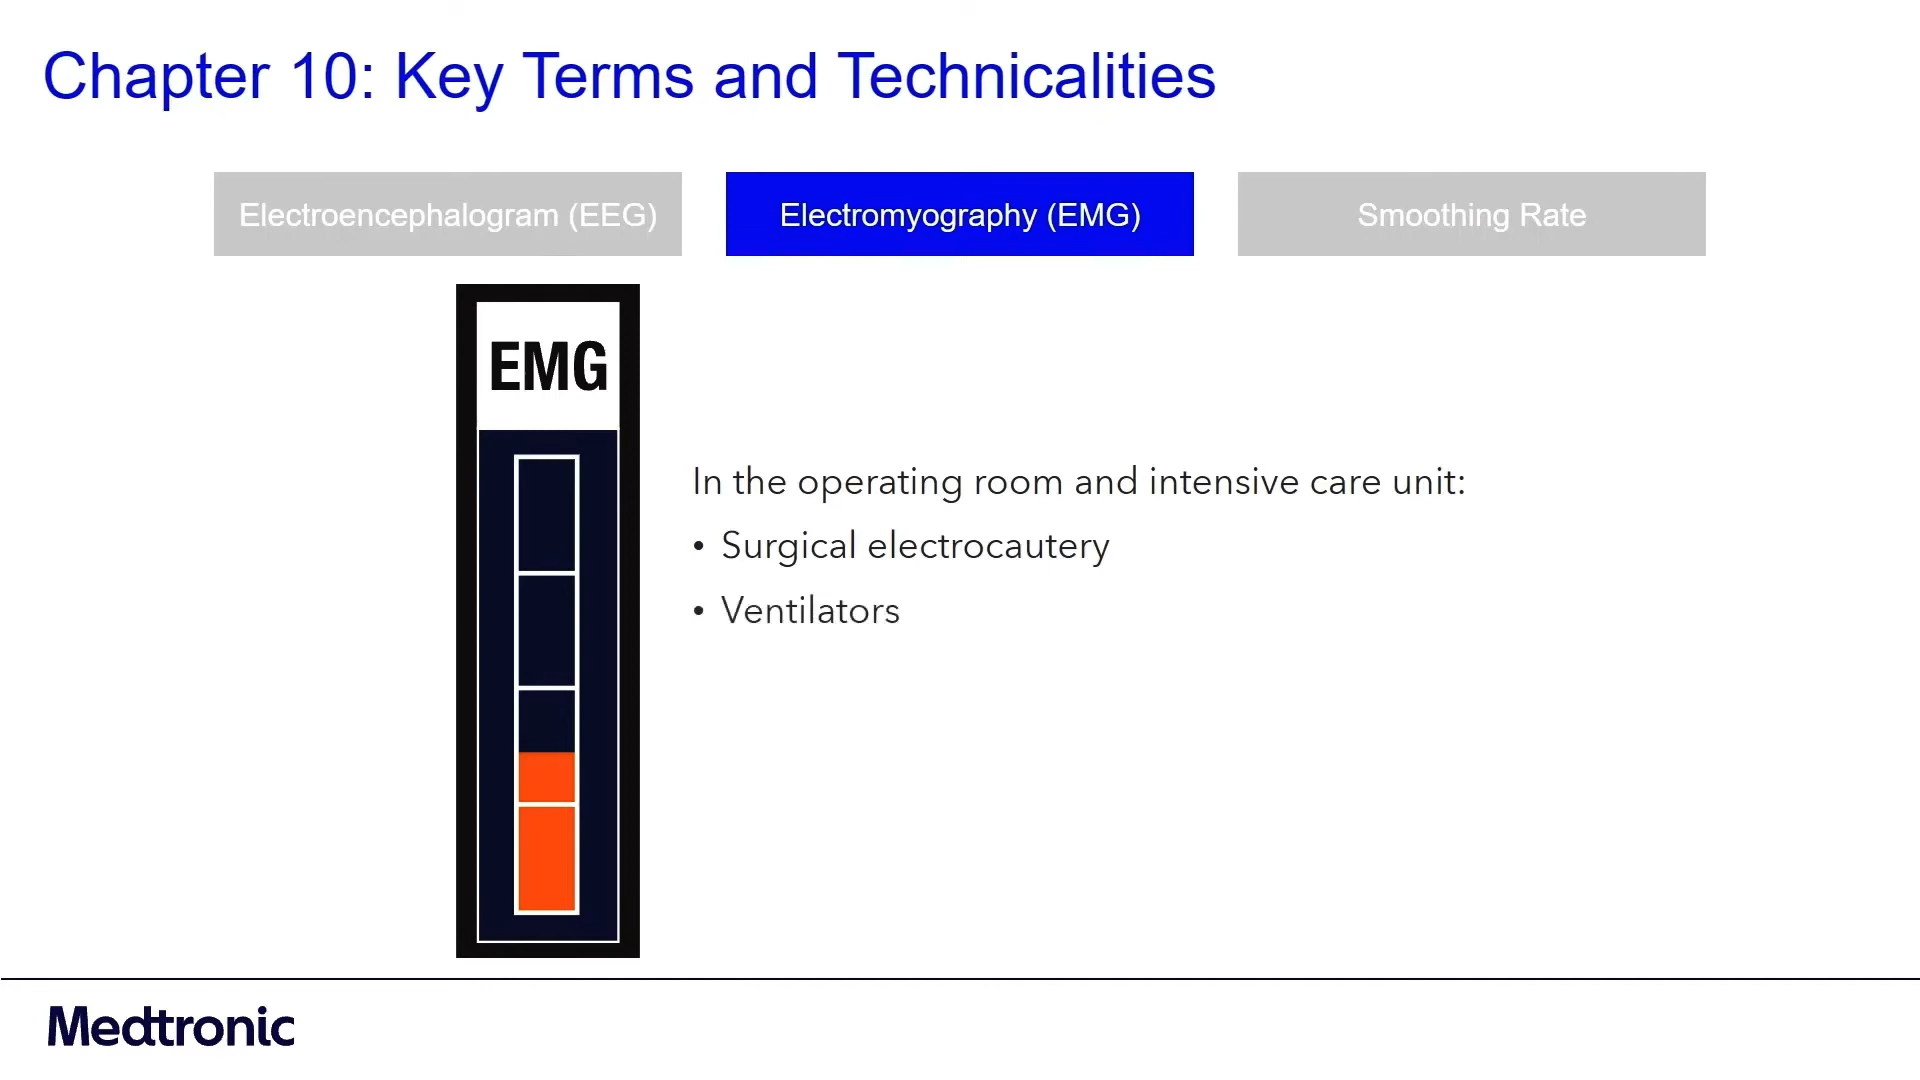 Chapter 10: Key Terms and Technicalities
Electroencephalogram (EEG)
Electromyography (EMG)
Smoothing Rate
EMG
In the operating room and intensive care unit:
• Surgical electrocautery
• Ventilators
Medtronic